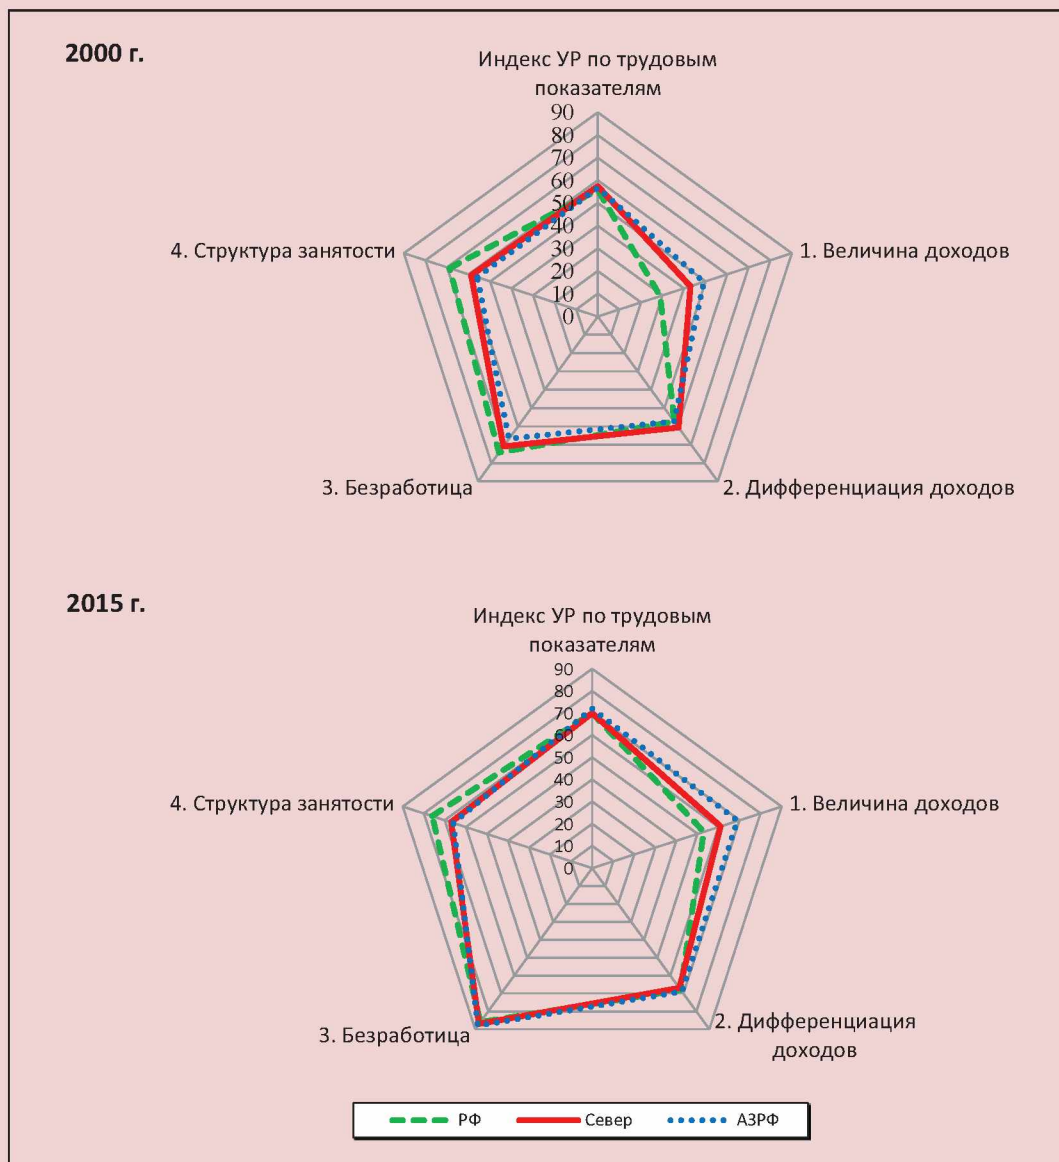 2000 г.
Индекс УР по трудовым
показателям
90
80
70
60
50
40
30
20
10
0
4. Структура занятости
1. Величина доходов
3. Безработица
2. Дифференциация доходов
2015 г.
Индекс УР по трудовым
показателям
90
80
70
60
50
40
30
20
10
0
4. Структура занятости
1. Величина доходов
3. Безработица
2. Дифференциация
доходов
РФ
Север
АЗРФ